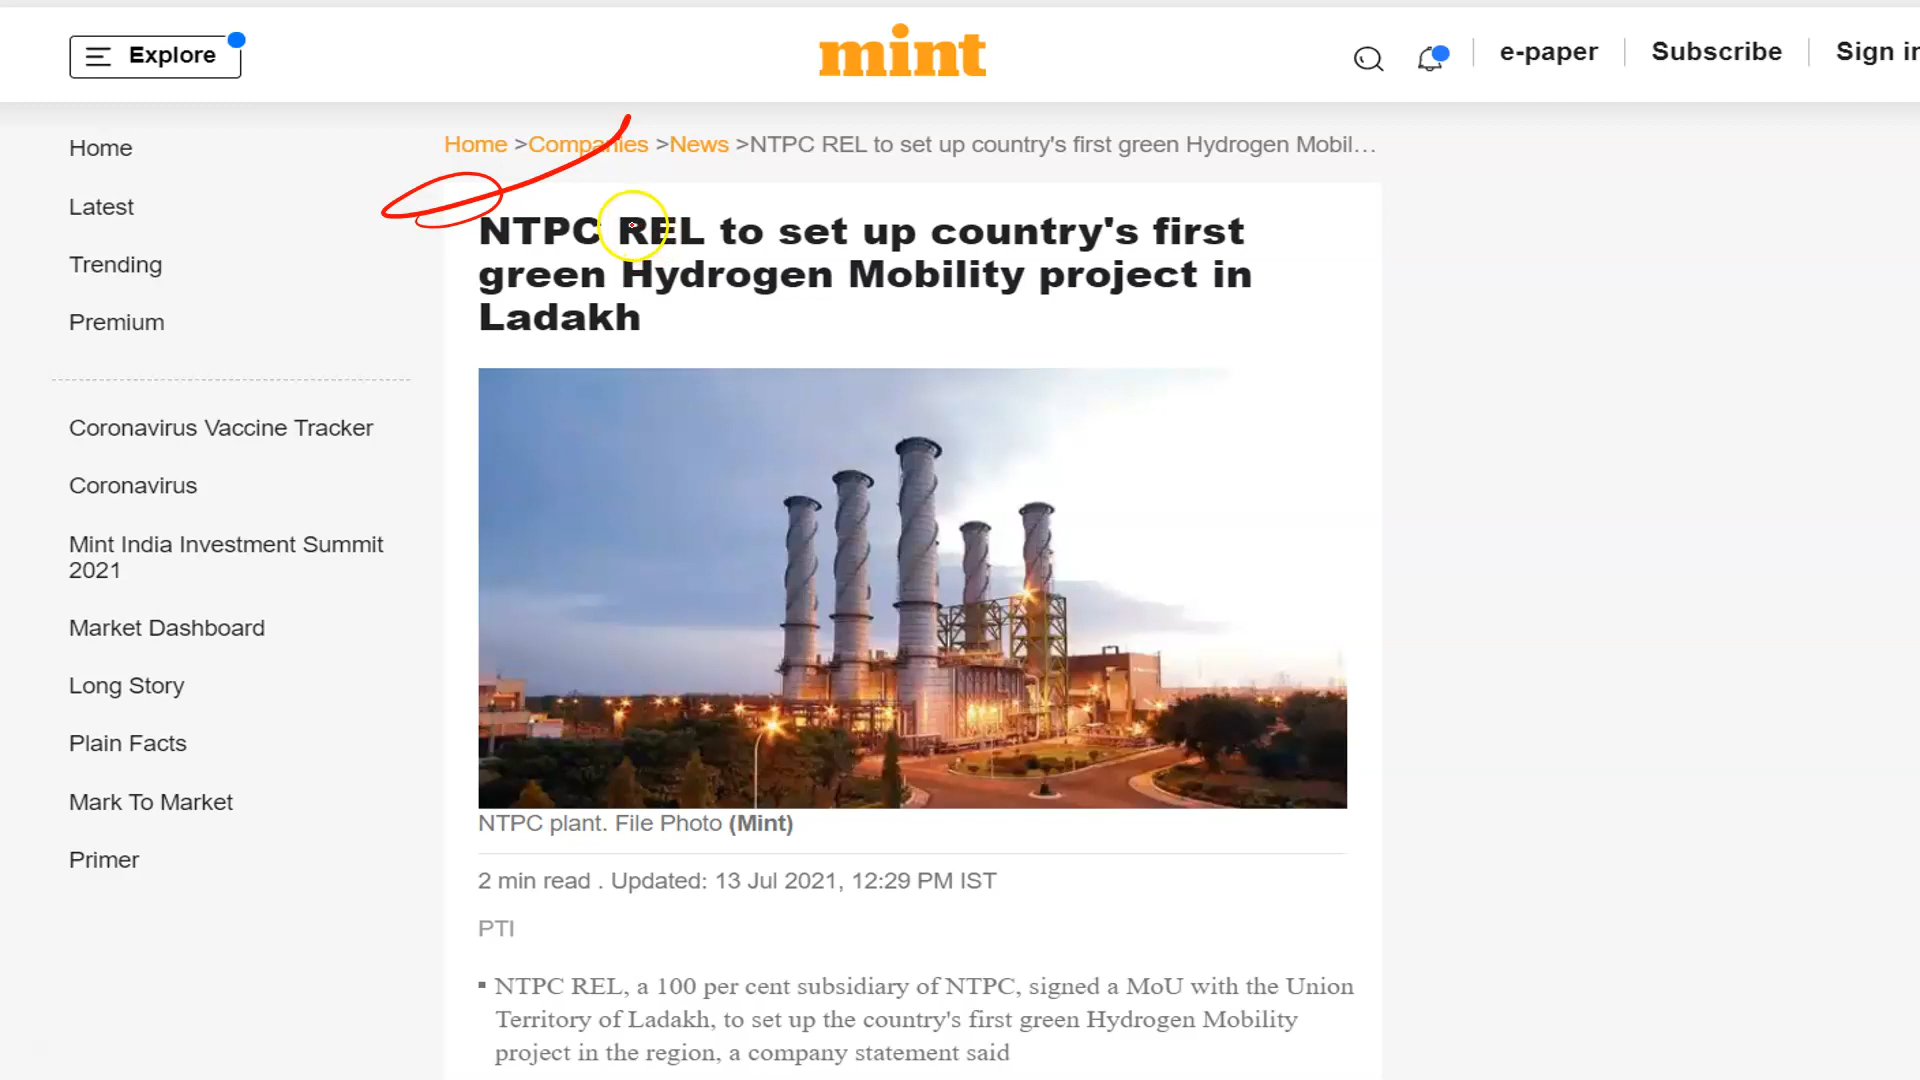 Explore
mint
e-paper
Subscribe
Sign in
Home >Companies >News >NTPC REL to set up country's first green Hydrogen Mobil...
Home
Latest
Trending
Premium
Coronavirus Vaccine Tracker
Coronavirus
Mint India Investment Summit
2021
Market Dashboard
Long Story
Plain Facts
Mark To Market
Primer
NTPC REL to set up country's first
green Hydrogen Mobility project in
Ladakh
NTPC plant. File Photo (Mint)
2 min read . Updated: 13 Jul 2021, 12:29 PM IST
PTI
▪ NTPC REL, a 100 per cent subsidiary of NTPC, signed a MoU with the Union
Territory of Ladakh, to set up the country's first green Hydrogen Mobility
project in the region, a company statement said